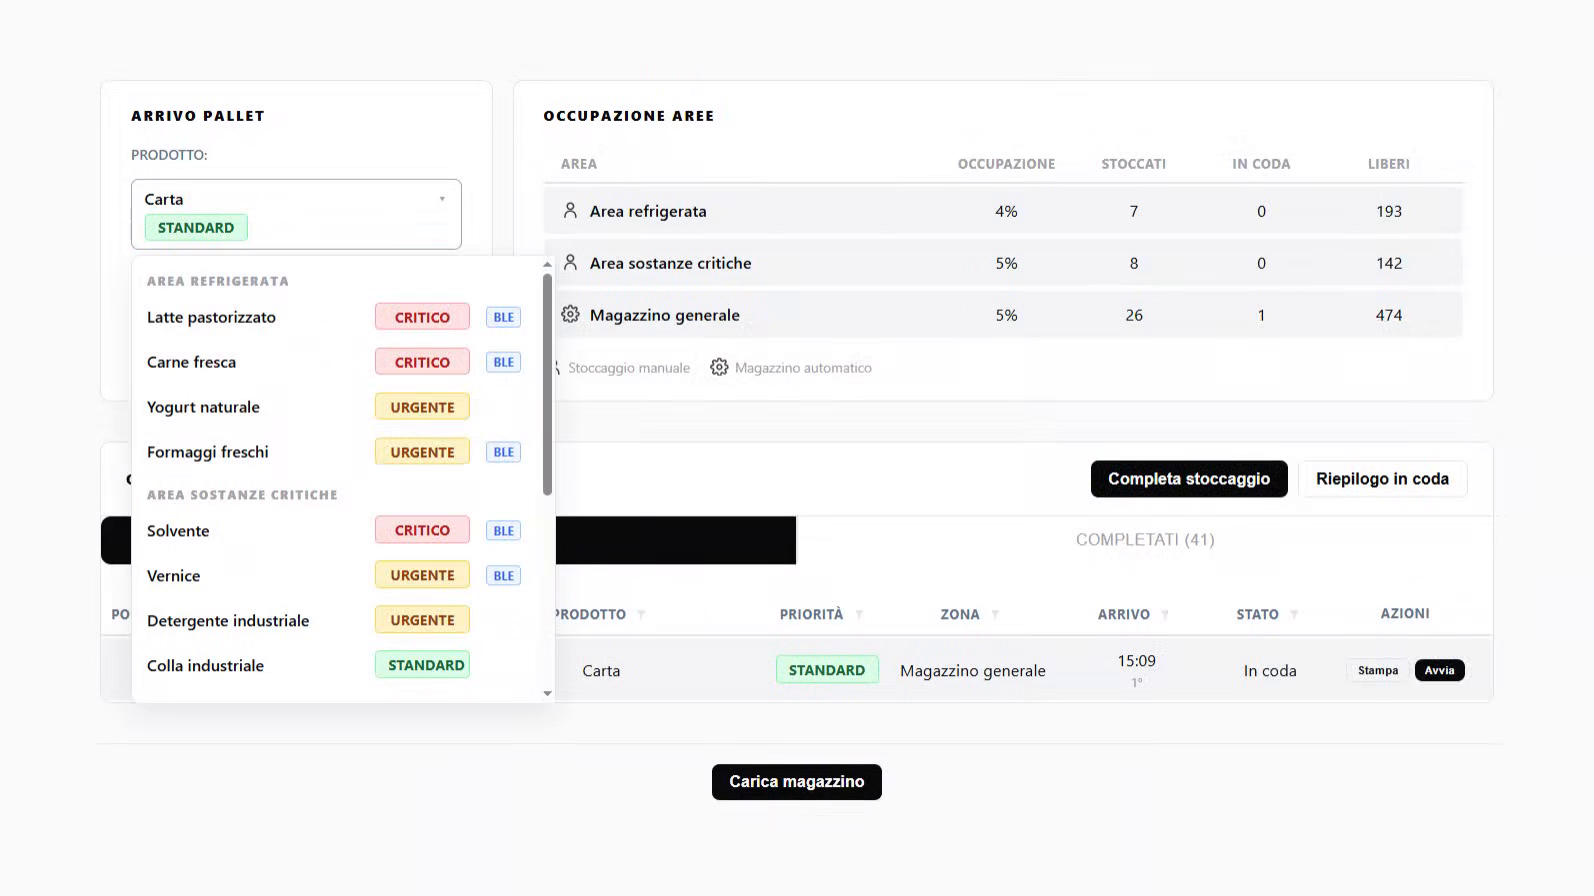 ARRIVO PALLET
PRODOTTO:
Carta
STANDARD
AREA REFRIGERATA
Latte pastorizzato CRITICO BLE
Carne fresca CRITICO BLE
Yogurt naturale URGENTE
Formaggi freschi URGENTE BLE
AREA SOSTANZE CRITICHE
Solvente CRITICO BLE
Vernice URGENTE BLE
Detergente industriale URGENTE
Colla industriale STANDARD
OCCUPAZIONE AREE
AREA OCCUPAZIONE STOCCATI IN CODA LIBERI
Area refrigerata 4% 7 0 193
Area sostanze critiche 5% 8 0 142
Magazzino generale 5% 26 1 474
Stoccaggio manuale Magazzino automatico
Completa stoccaggio Riepilogo in coda
COMPLETATI (41)
PRODOTTO PRIORITÀ ZONA ARRIVO STATO AZIONI
Carta STANDARD Magazzino generale 15:09 In coda Stampa Avvia
1°
Carica magazzino